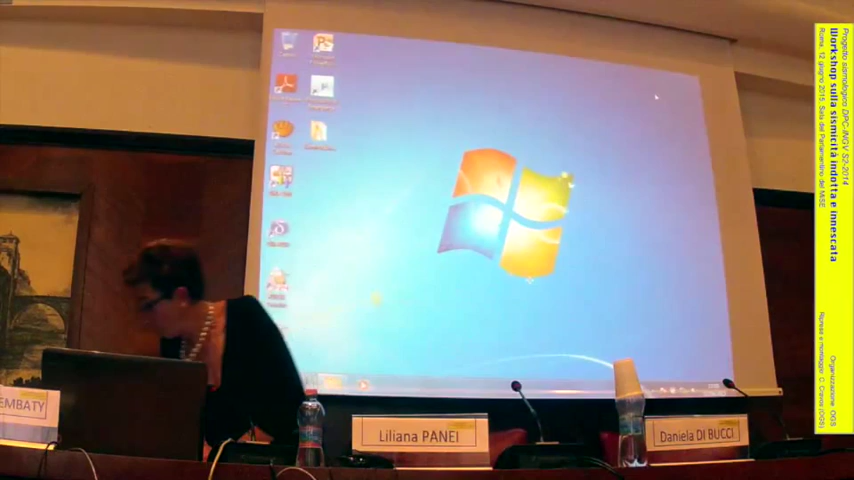 Progetto sismologico DPC-INGV S2-2014
Workshop sulla sismicità indotta e innescata
Roma, 12 giugno 2015, Sala del Parlamentino del MiSE
Organizzazione: OGS
Riprese e montaggio: C. Cravos (OGS)
EMBATY
Liliana PANEI
Daniela DI BUCCI